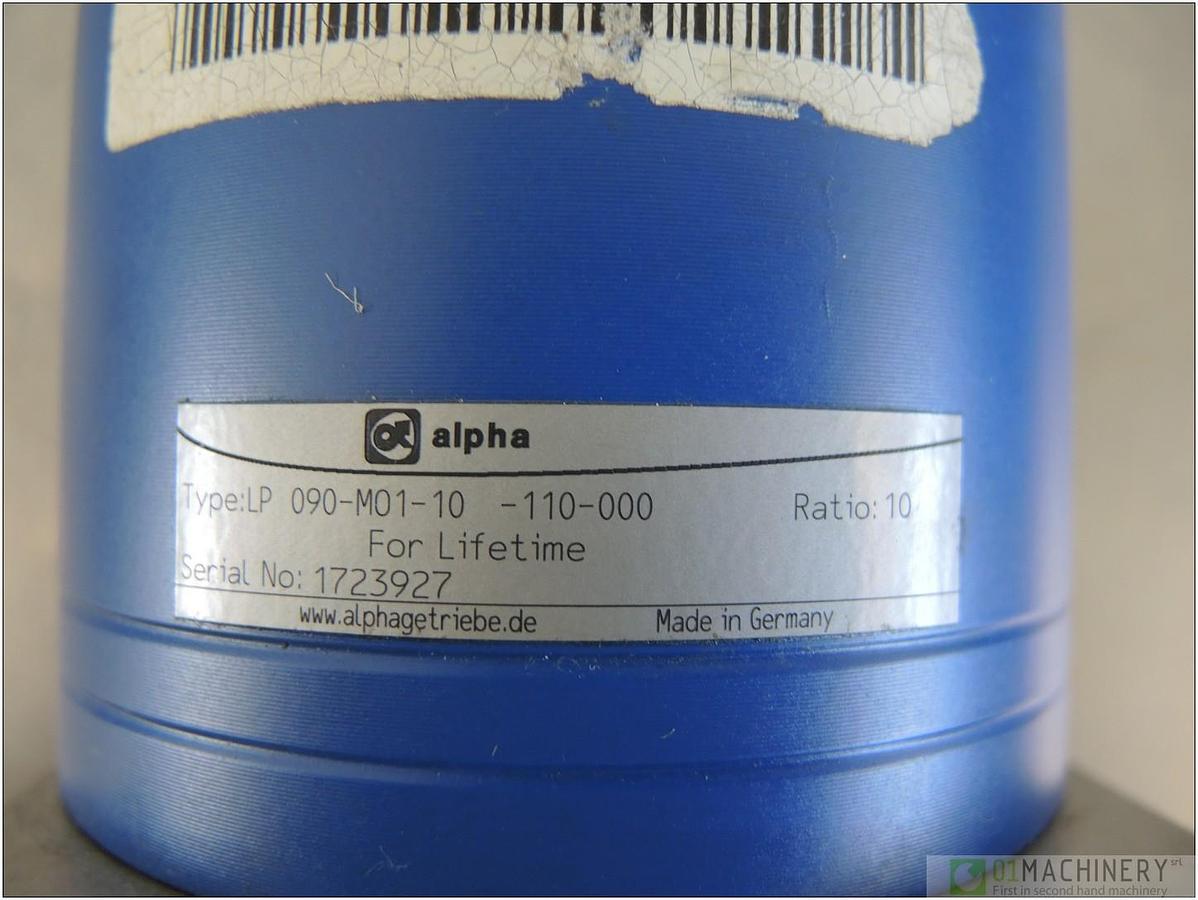 alpha
Type:LP 090-M01-10 -110-000 Ratio: 10
For Lifetime
Serial No: 1723927
www.alphagetriebe.de Made in Germany
01MACHINERY srl
First in second hand machinery